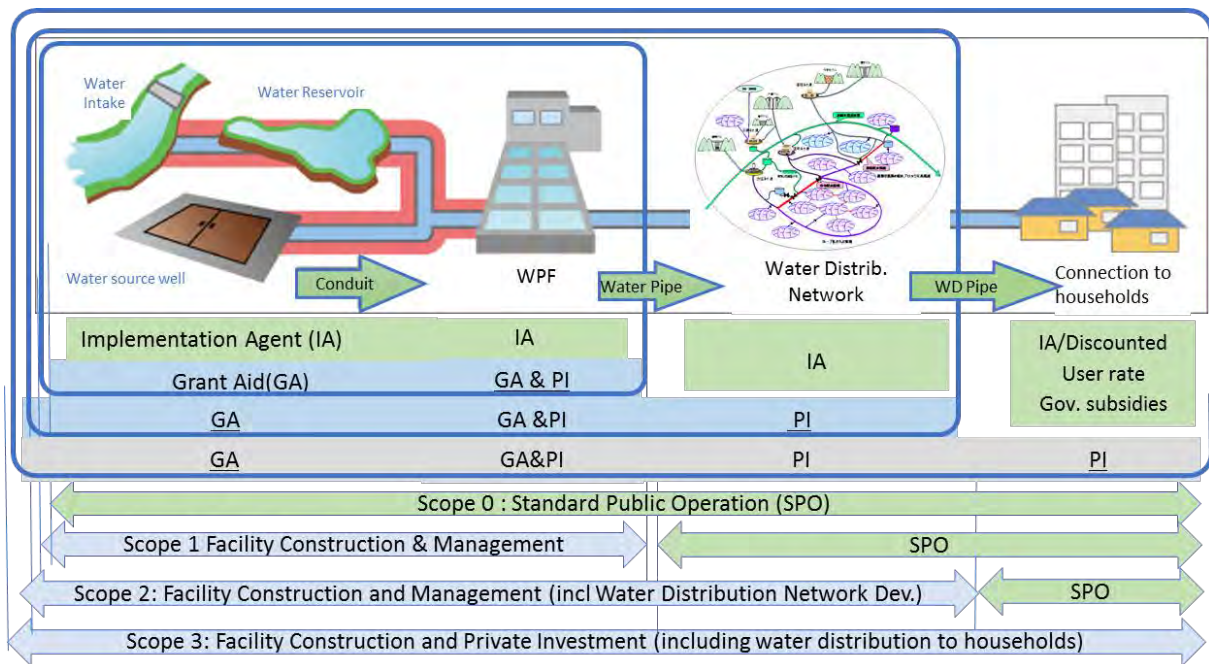 Water
Intake
Water Reservoir
Water source well
Conduit
WPF
Water Pipe
Water Distrib.
Network
WD Pipe
Connection to
households
Implementation Agent (IA)
IA
IA
IA/Discounted
User rate
Gov. subsidies
Grant Aid(GA)
GA & PI
GA
GA &PI
PI
GA
GA&PI
PI
PI
Scope 0 : Standard Public Operation (SPO)
Scope 1 Facility Construction & Management
SPO
Scope 2: Facility Construction and Management (incl Water Distribution Network Dev.)
SPO
Scope 3: Facility Construction and Private Investment (including water distribution to households)